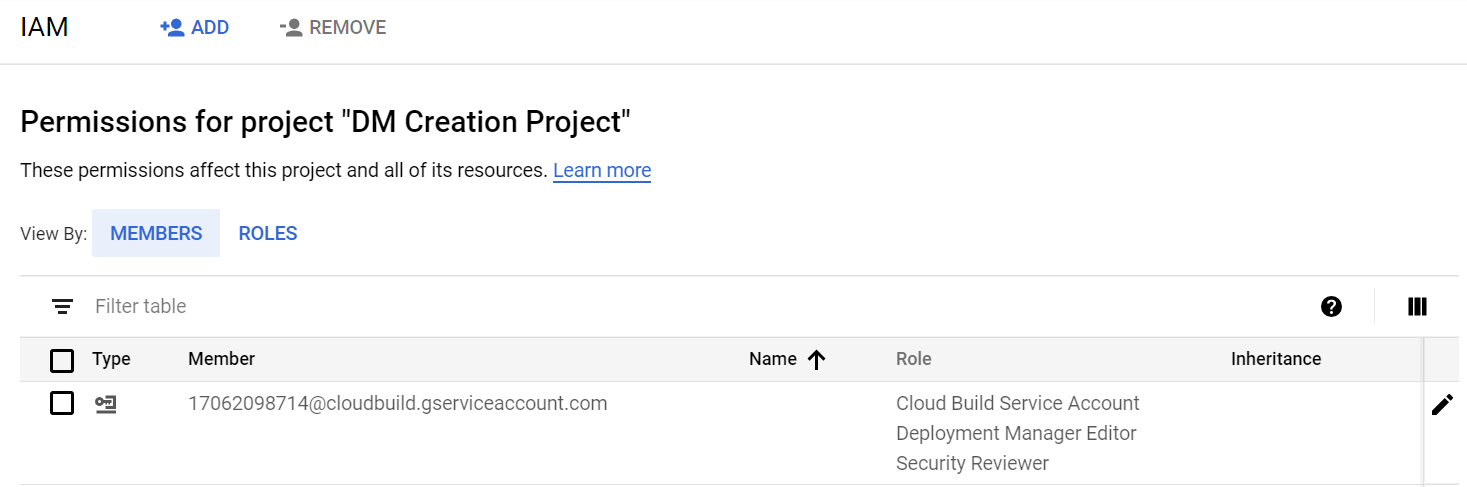 IAM ADD REMOVE
Permissions for project "DM Creation Project"
These permissions affect this project and all of its resources. Learn more
View By: MEMBERS ROLES
Filter table
Type Member Name Role Inheritance
17062098714@cloudbuild.gserviceaccount.com Cloud Build Service Account
Deployment Manager Editor
Security Reviewer